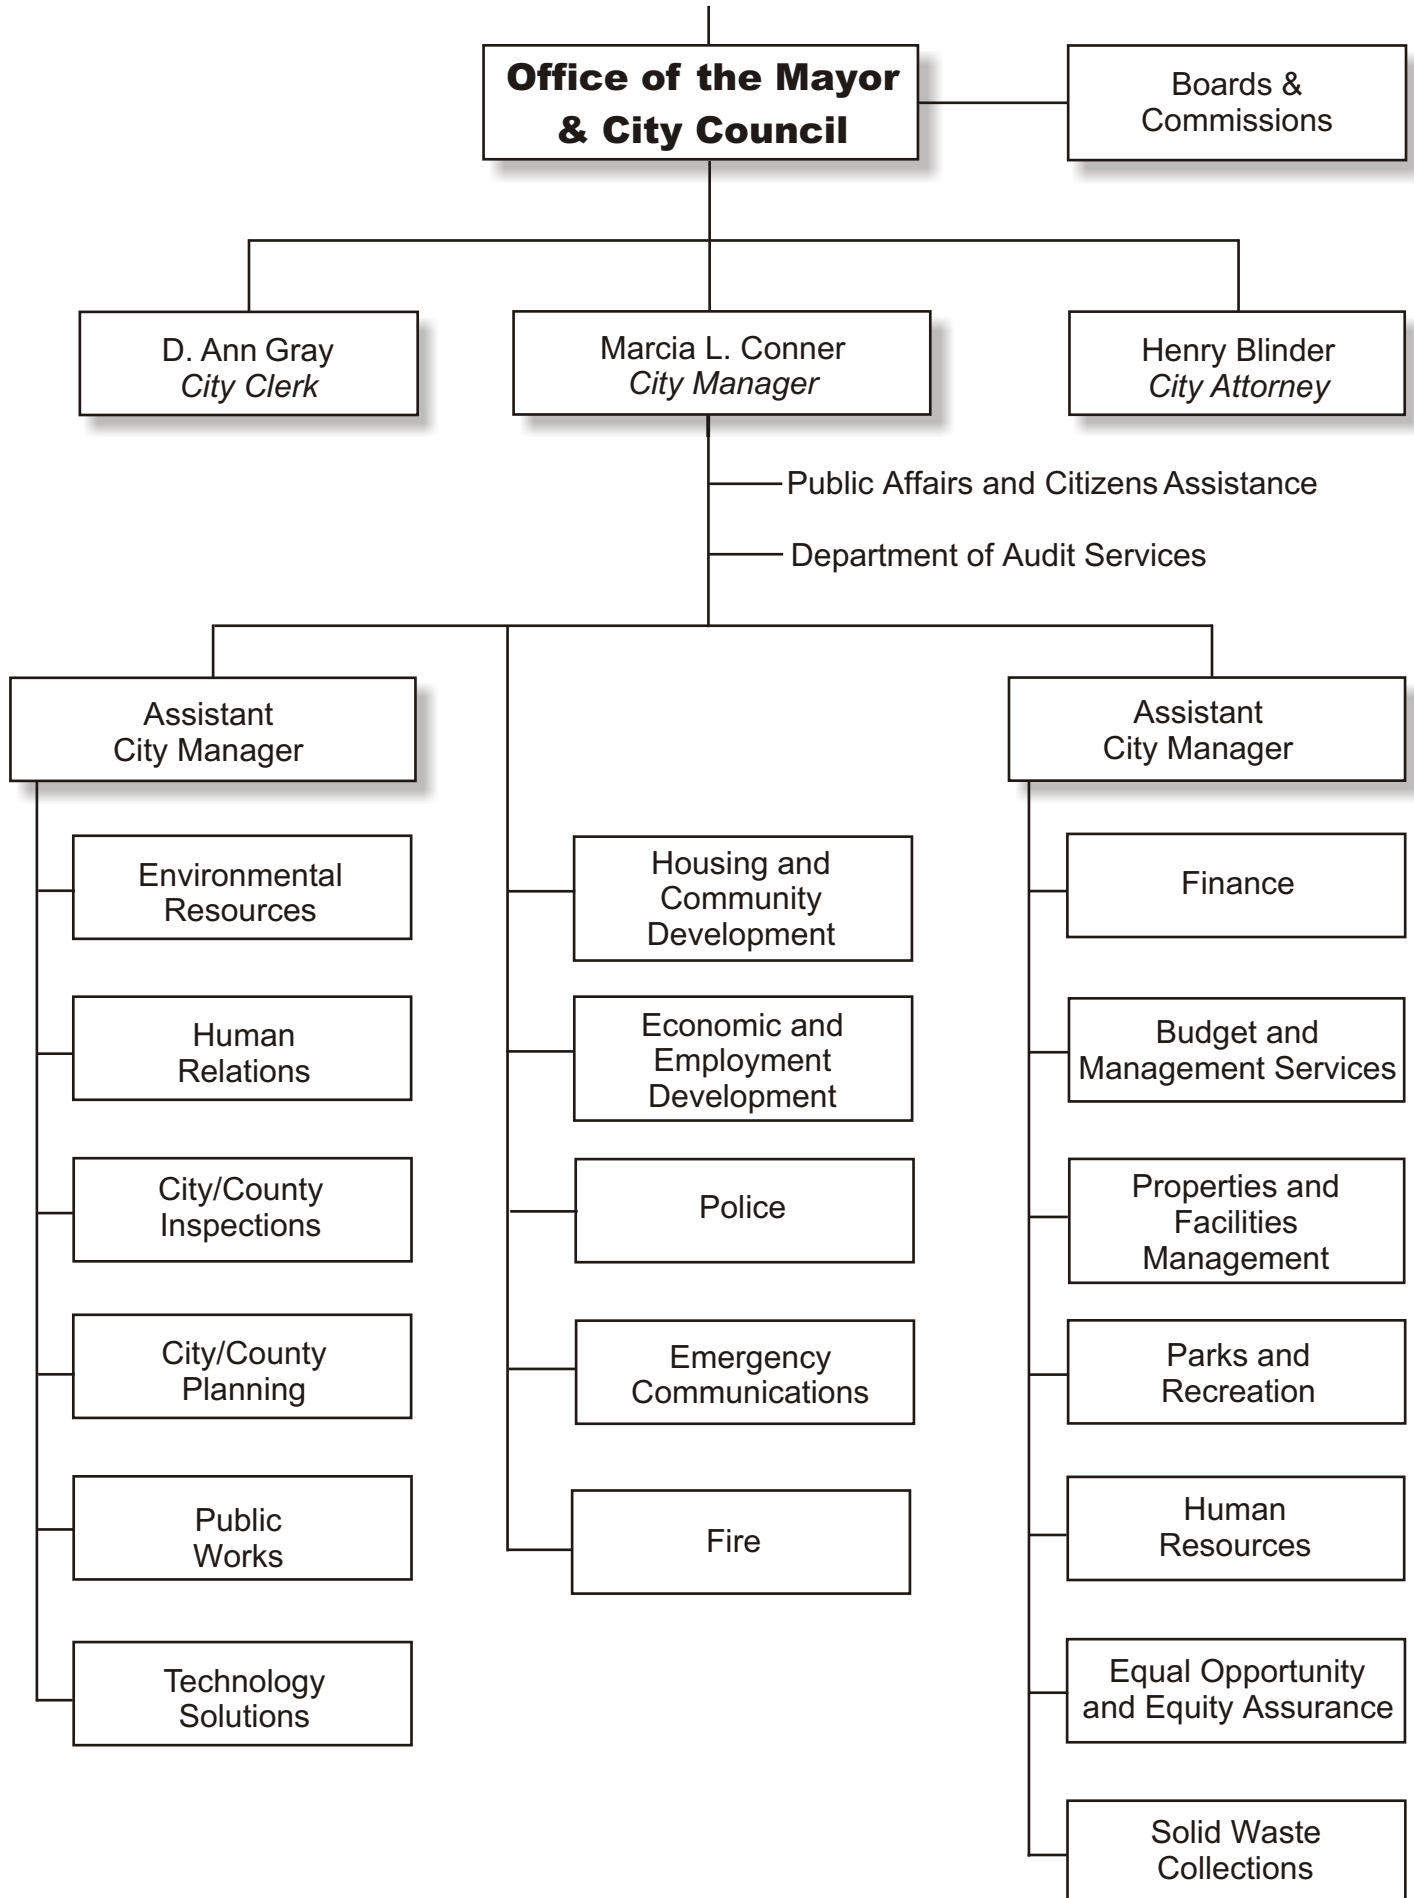 Office of the Mayor
& City Council
Boards &
Commissions
D. Ann Gray
City Clerk
Marcia L. Conner
City Manager
Henry Blinder
City Attorney
Public Affairs and Citizens Assistance
Department of Audit Services
Assistant
City Manager
Environmental
Resources
Human
Relations
City/County
Inspections
City/County
Planning
Public
Works
Technology
Solutions
Housing and
Community
Development
Economic and
Employment
Development
Police
Emergency
Communications
Fire
Assistant
City Manager
Finance
Budget and
Management Services
Properties and
Facilities
Management
Parks and
Recreation
Human
Resources
Equal Opportunity
and Equity Assurance
Solid Waste
Collections